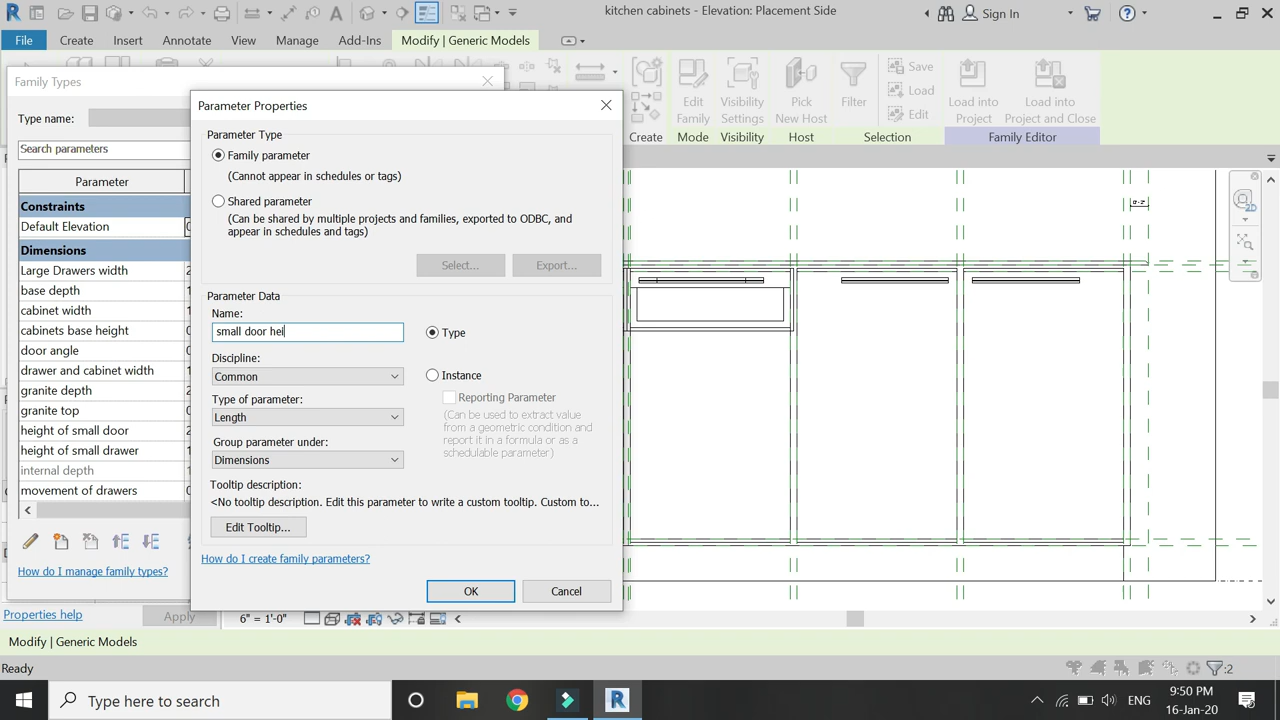 kitchen cabinets - Elevation: Placement Side
Sign In
File
Create
Insert
Annotate
View
Manage
Add-Ins
Modify | Generic Models
Edit
Family
Visibility
Settings
Pick
New Host
Filter
Save
Load
Edit
Load into
Project
Load into
Project and Close
Create
Mode
Visibility
Host
Selection
Family Editor
Family Types
Type name:
Search parameters
Parameter
Constraints
Default Elevation
Dimensions
Large Drawers width
base depth
cabinet width
cabinets base height
door angle
drawer and cabinet width
granite depth
granite top
height of small door
height of small drawer
internal depth
movement of drawers
How do I manage family types?
Parameter Properties
Parameter Type
Family parameter
(Cannot appear in schedules or tags)
Shared parameter
(Can be shared by multiple projects and families, exported to ODBC, and
appear in schedules and tags)
Select...
Export...
Parameter Data
Name:
small door hei
Type
Discipline:
Common
Instance
Type of parameter:
Reporting Parameter
Length
(Can be used to extract value
from a geometric condition and
report it in a formula or as a
schedulable parameter)
Group parameter under:
Dimensions
Tooltip description:
<No tooltip description. Edit this parameter to write a custom tooltip. Custom to...
Edit Tooltip...
How do I create family parameters?
OK
Cancel
Properties help
Apply
6" = 1'-0"
Modify | Generic Models
Ready
:2
Type here to search
ENG
9:50 PM
16-Jan-20